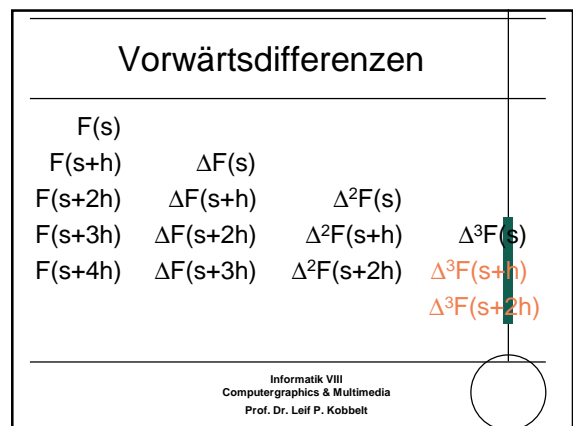 Vorwärtsdifferenzen
F(s)
F(s+h) ΔF(s)
F(s+2h) ΔF(s+h) Δ²F(s)
F(s+3h) ΔF(s+2h) Δ²F(s+h) Δ³F(s)
F(s+4h) ΔF(s+3h) Δ²F(s+2h) Δ³F(s+h)
Δ³F(s+2h)
Informatik VIII
Computergraphics & Multimedia
Prof. Dr. Leif P. Kobbelt